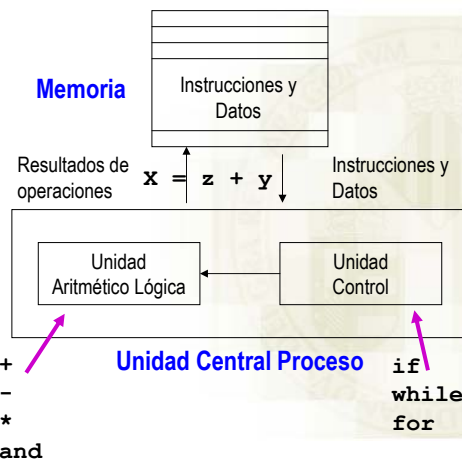 Memoria
Instrucciones y
Datos
Resultados de
operaciones
X = z + y
Instrucciones y
Datos
Unidad
Aritmético Lógica
Unidad
Control
Unidad Central Proceso
+
-
*
and
if
while
for